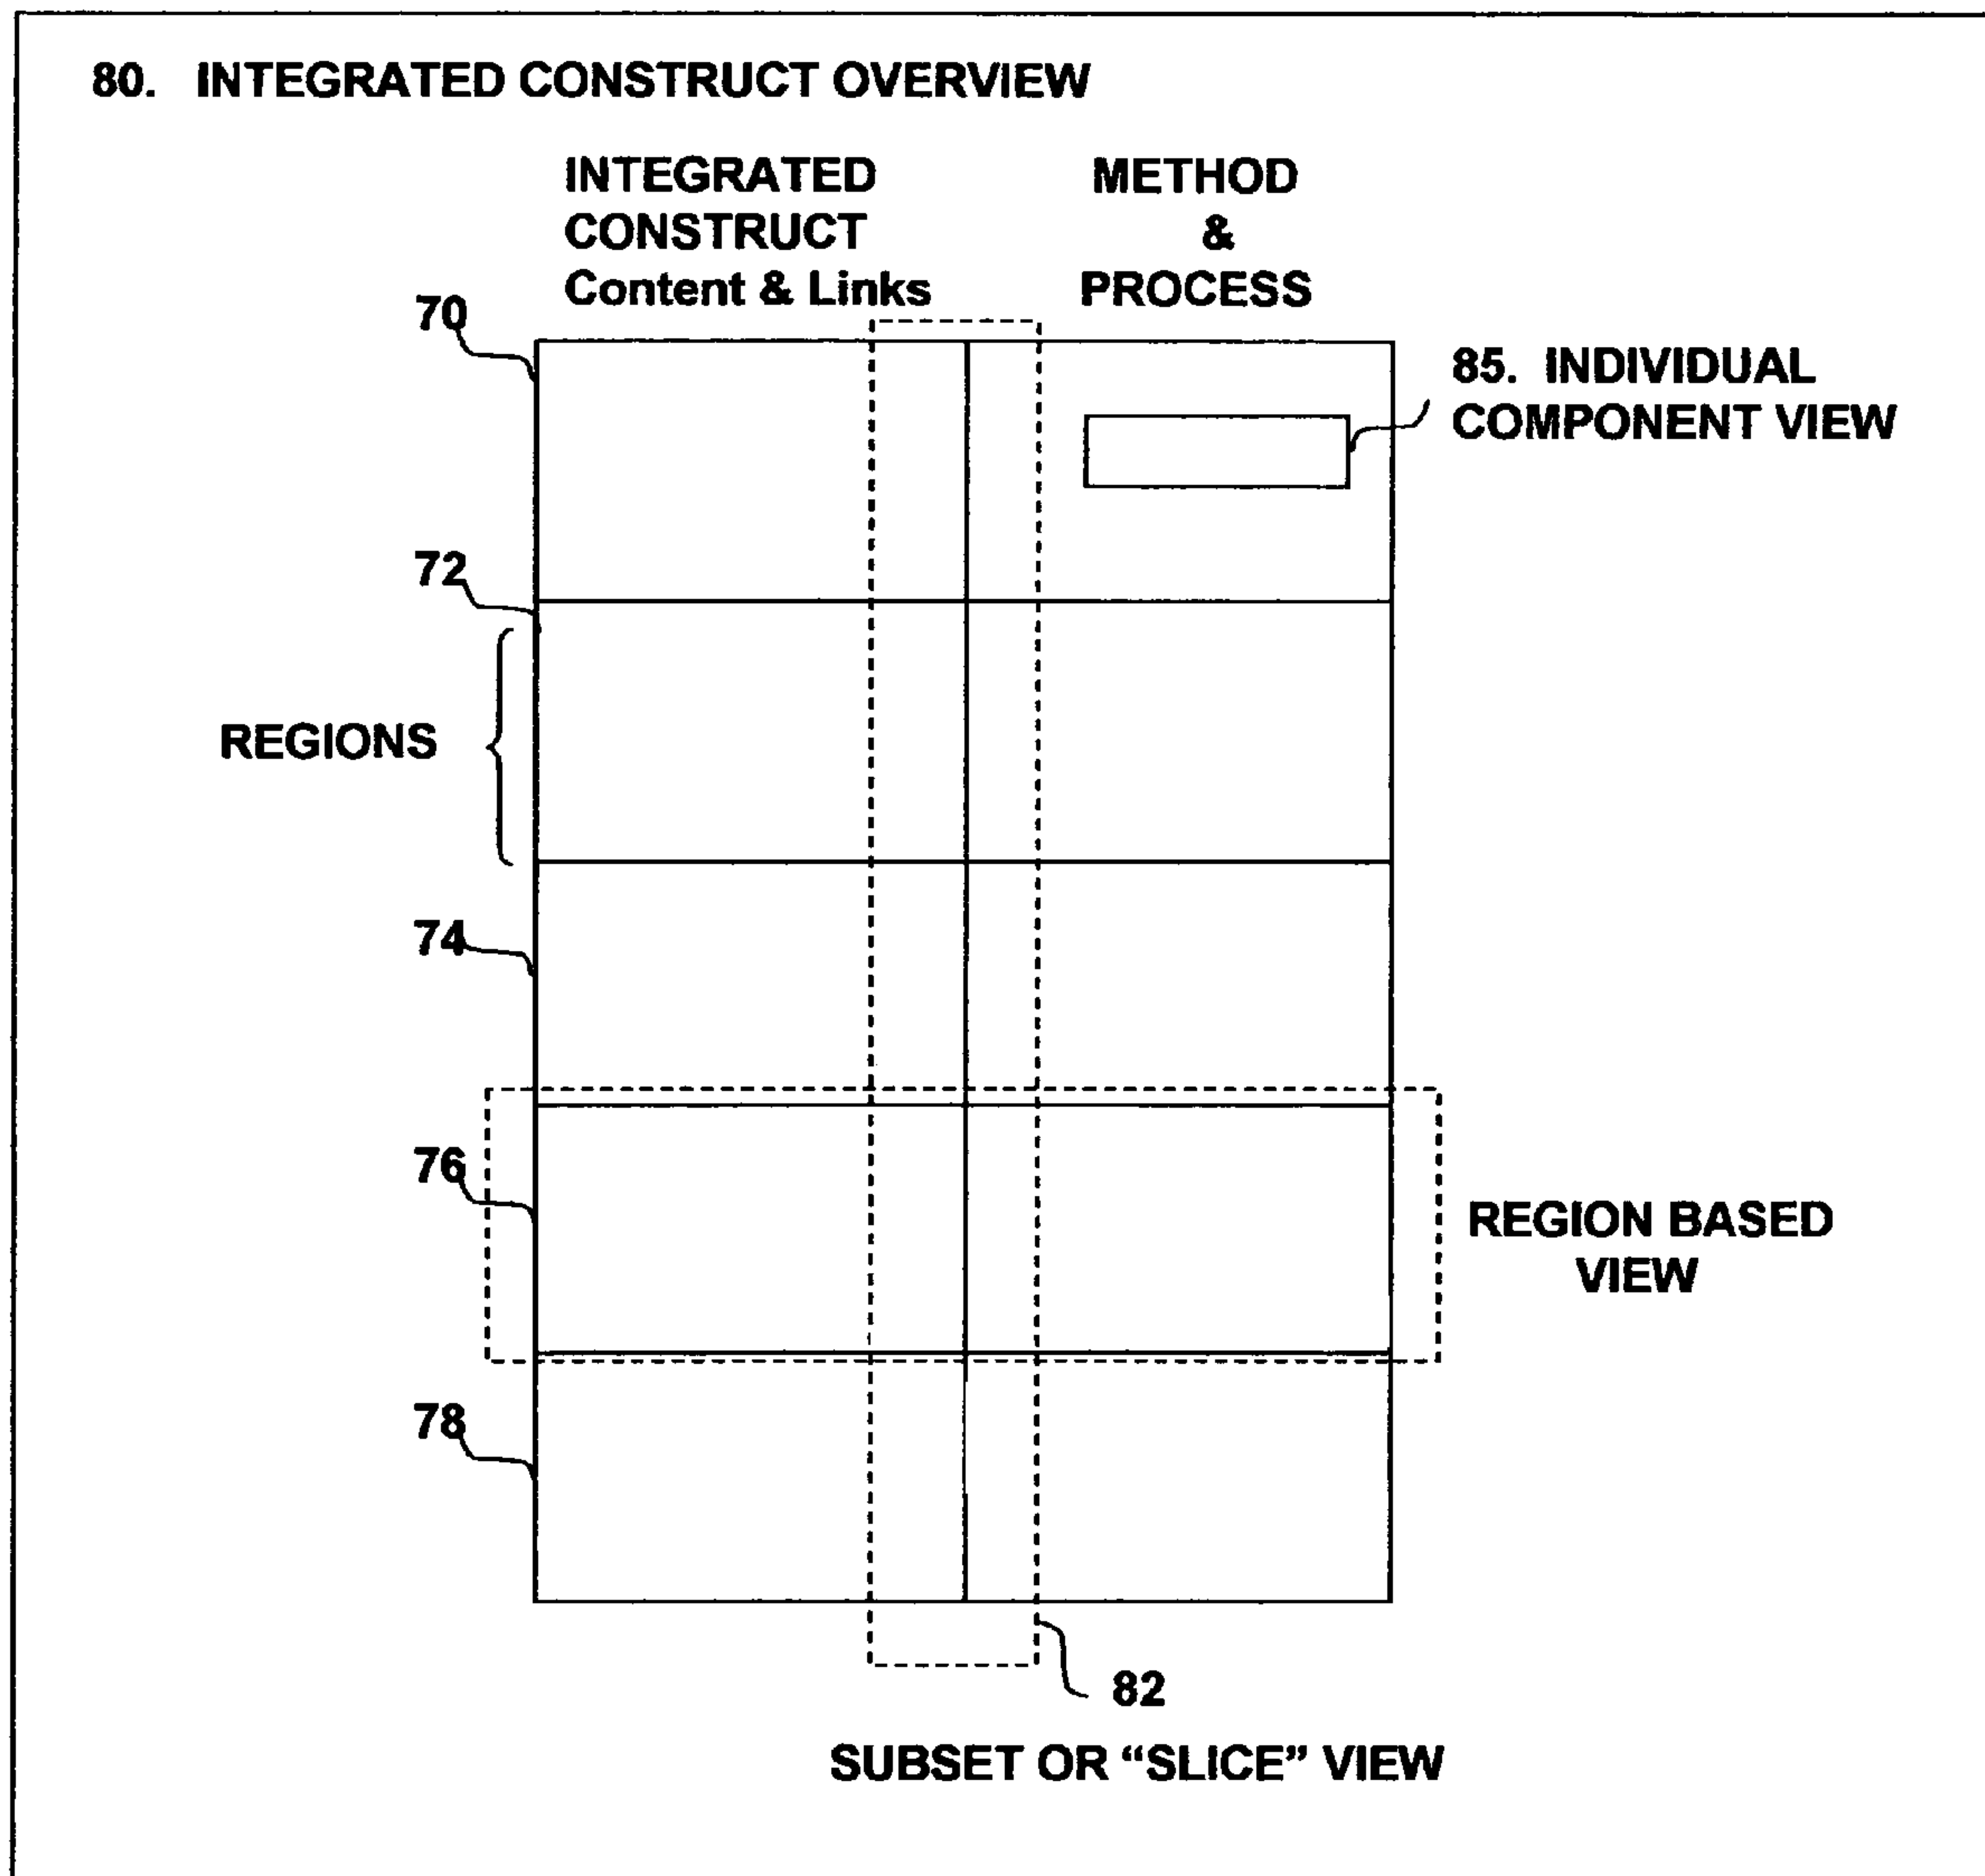 80. INTEGRATED CONSTRUCT OVERVIEW
INTEGRATED
CONSTRUCT
Content & Links
METHOD
&
PROCESS
70
85. INDIVIDUAL
COMPONENT VIEW
72
REGIONS
74
76
REGION BASED
VIEW
78
82
SUBSET OR “SLICE” VIEW